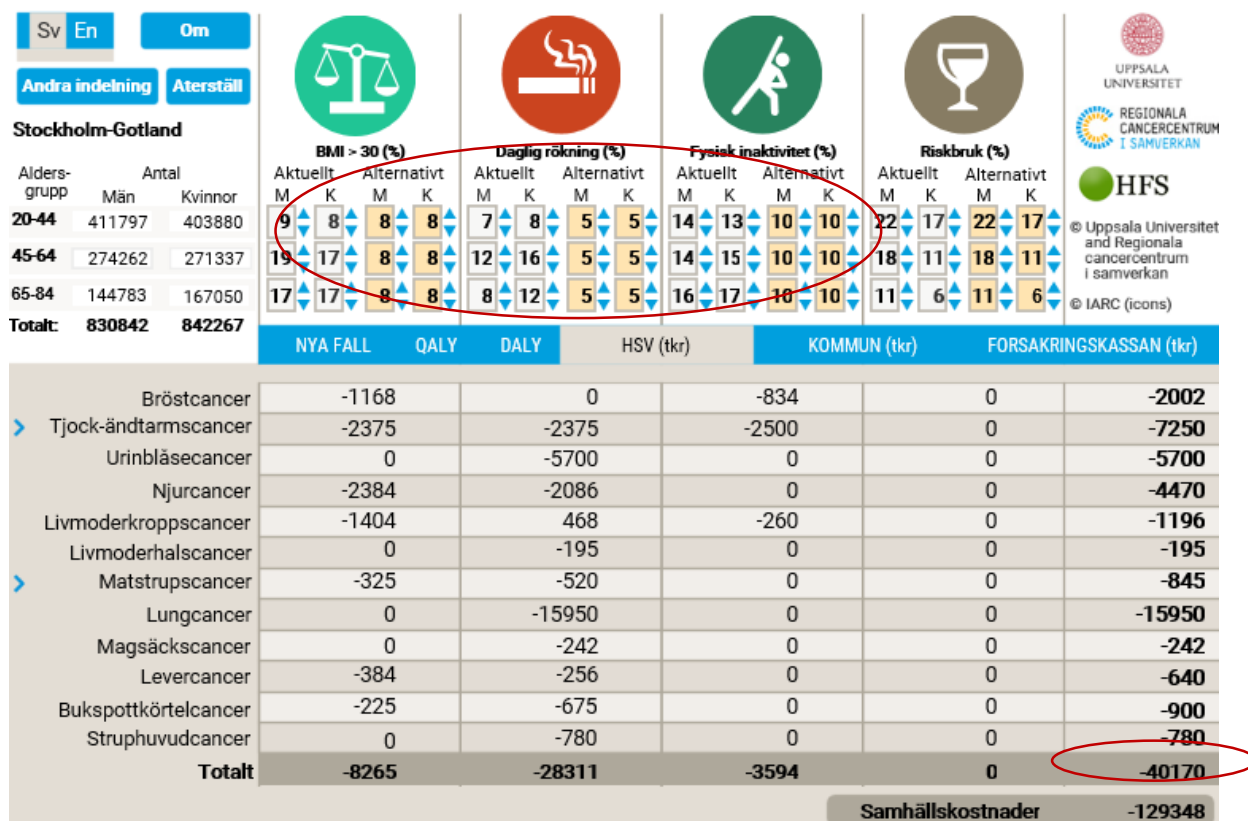 Sv En Om
Andra indelning Aterställ
Stockholm-Gotland
Alders-
grupp Antal
Män Kvinnor
20-44 411797 403880
45-64 274262 271337
65-84 144783 167050
Totalt: 830842 842267
BMI > 30 (%) Daglig rökning (%) Fysisk inaktivitet (%) Riskbruk (%)
Aktuellt Alternativt Aktuellt Alternativt Aktuellt Alternativt Aktuellt Alternativt
M K M K M K M K M K M K M K M K
9 8 8 8 7 8 5 5 14 13 10 10 22 17 22 17
19 17 8 8 12 16 5 5 14 15 10 10 18 11 18 11
17 17 8 8 8 12 5 5 16 17 10 10 11 6 11 6
UPPSALA
UNIVERSITET
REGIONALA
CANCERCENTRUM
I SAMVERKAN
HFS
© Uppsala Universitet
and Regionala
cancercentrum
i samverkan
© IARC (icons)
NYA FALL QALY DALY HSV (tkr) KOMMUN (tkr) FORSAKRINGSKASSAN (tkr)
Bröstcancer -1168 0 -834 0 -2002
Tjock-ändtarmscancer -2375 -2375 -2500 0 -7250
Urinblåsecancer 0 -5700 0 0 -5700
Njurcancer -2384 -2086 0 0 -4470
Livmoderkroppscancer -1404 468 -260 0 -1196
Livmoderhalscancer 0 -195 0 0 -195
Matstrupscancer -325 -520 0 0 -845
Lungcancer 0 -15950 0 0 -15950
Magsäckscancer 0 -242 0 0 -242
Levercancer -384 -256 0 0 -640
Bukspottkörtelcancer -225 -675 0 0 -900
Struphuvudcancer 0 -780 0 0 -780
Totalt -8265 -28311 -3594 0 -40170
Samhällskostnader -129348